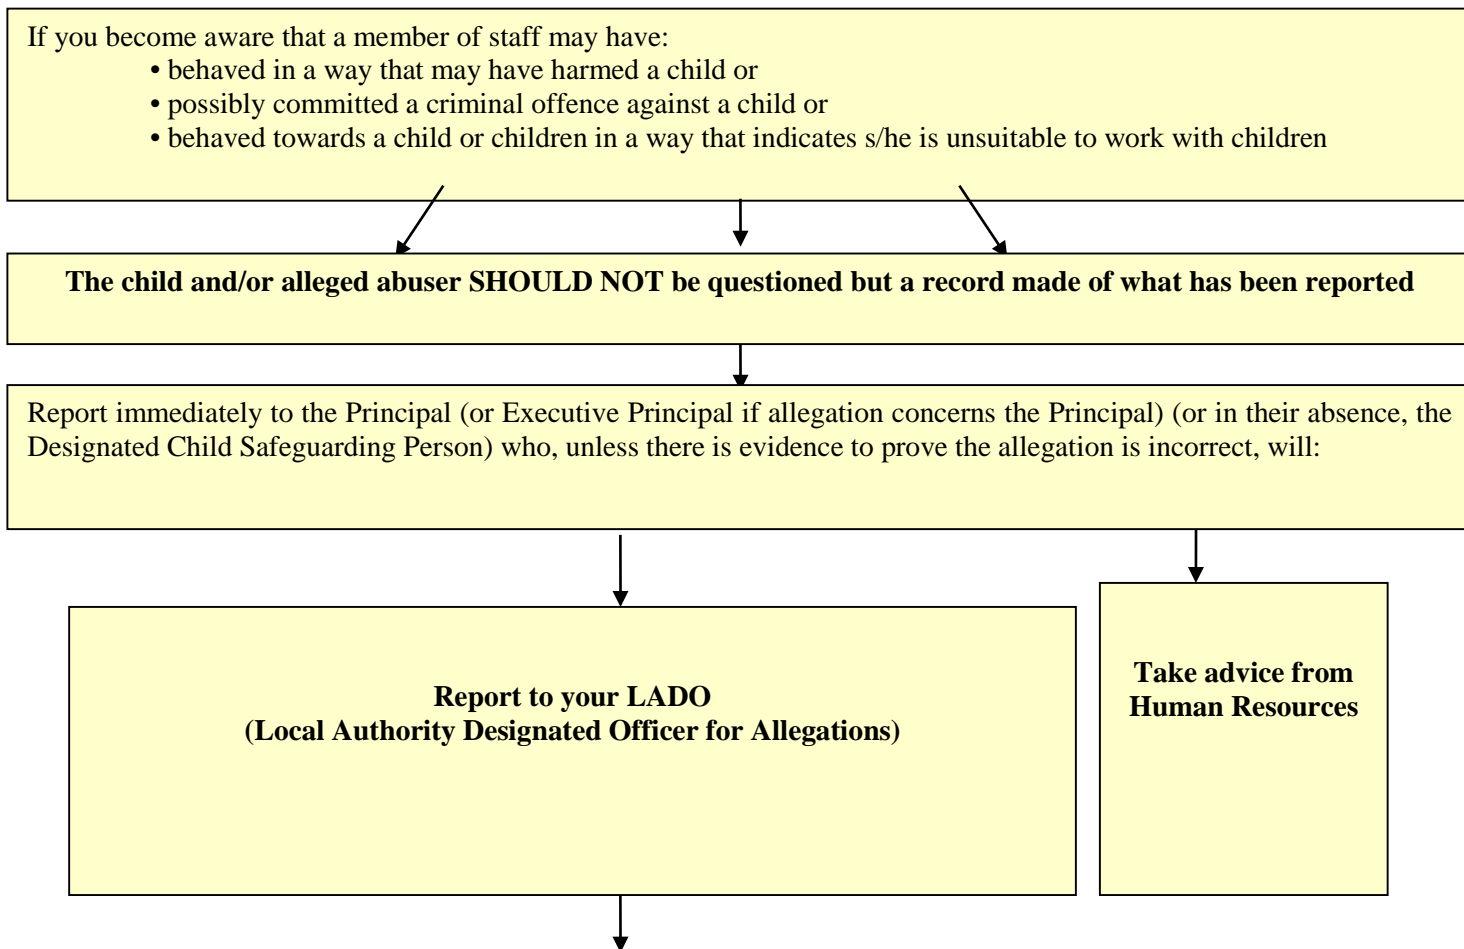 If you become aware that a member of staff may have:
• behaved in a way that may have harmed a child or
• possibly committed a criminal offence against a child or
• behaved towards a child or children in a way that indicates s/he is unsuitable to work with children
The child and/or alleged abuser SHOULD NOT be questioned but a record made of what has been reported
Report immediately to the Principal (or Executive Principal if allegation concerns the Principal) (or in their absence, the
Designated Child Safeguarding Person) who, unless there is evidence to prove the allegation is incorrect, will:
Report to your LADO
(Local Authority Designated Officer for Allegations)
Take advice from
Human Resources